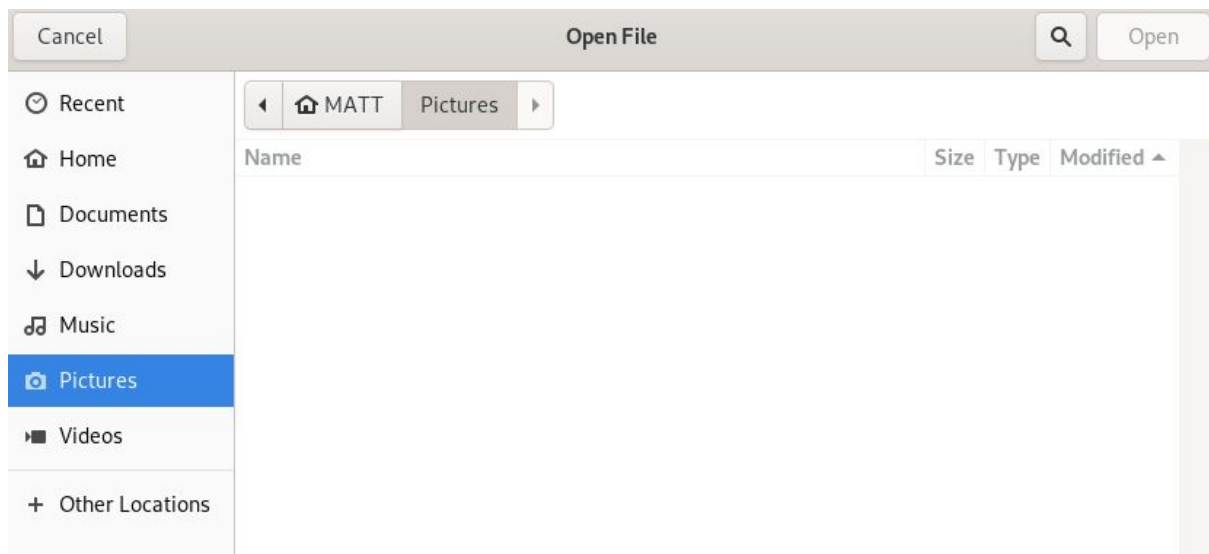 Cancel Open File Open
Recent
MATT Pictures
Home
Name Size Type Modified
Documents
Downloads
Music
Pictures
Videos
+ Other Locations